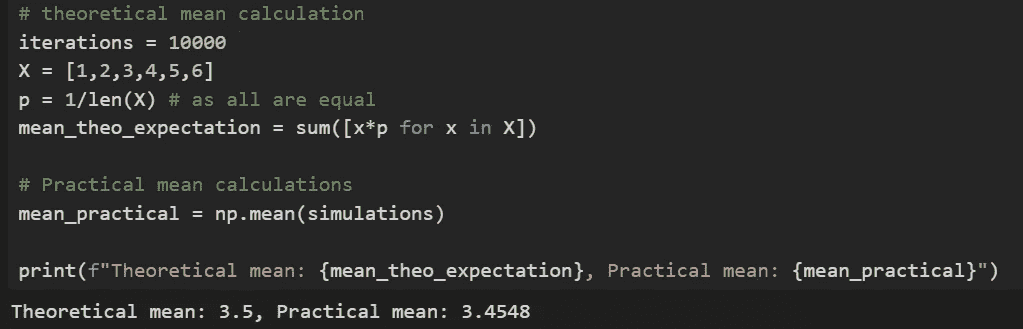 # theoretical mean calculation
iterations = 10000
X = [1,2,3,4,5,6]
p = 1/len(X) # as all are equal
mean_theo_expectation = sum([x*p for x in X])
# Practical mean calculations
mean_practical = np.mean(simulations)
print(f"Theoretical mean: {mean_theo_expectation}, Practical mean: {mean_practical}")
Theoretical mean: 3.5, Practical mean: 3.4548